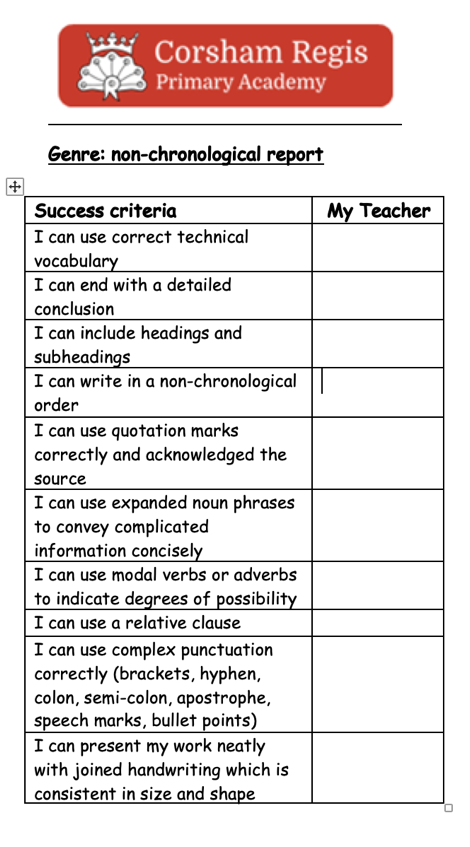 Corsham Regis
Primary Academy
Genre: non-chronological report
Success criteria
My Teacher
I can use correct technical
vocabulary
I can end with a detailed
conclusion
I can include headings and
subheadings
I can write in a non-chronological
order
I can use quotation marks
correctly and acknowledged the
source
I can use expanded noun phrases
to convey complicated
information concisely
I can use modal verbs or adverbs
to indicate degrees of possibility
I can use a relative clause
I can use complex punctuation
correctly (brackets, hyphen,
colon, semi-colon, apostrophe,
speech marks, bullet points)
I can present my work neatly
with joined handwriting which is
consistent in size and shape